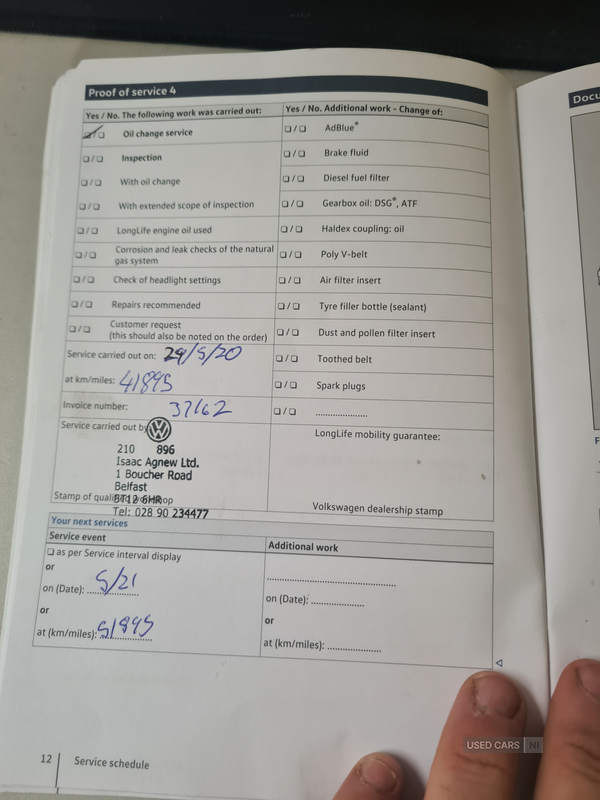 Proof of service 4
Docu
Yes / No. The following work was carried out:
Yes / No. Additional work - Change of:
Oil change service
AdBlue®
Inspection
Brake fluid
With oil change
Diesel fuel filter
With extended scope of inspection
Gearbox oil: DSG®, ATF
LongLife engine oil used
Haldex coupling: oil
Corrosion and leak checks of the natural
gas system
Poly V-belt
Check of headlight settings
Air filter insert
Repairs recommended
Tyre filler bottle (sealant)
Customer request
(this should also be noted on the order)
Dust and pollen filter insert
Service carried out on: 29/5/20
Toothed belt
at km/miles: 41895
Spark plugs
Invoice number: 37162
....................
Service carried out by
LongLife mobility guarantee:
210 896
Isaac Agnew Ltd.
1 Boucher Road
Belfast
BT12 6HR
Tel: 028 90 234477
Stamp of
Volkswagen dealership stamp
Your next services
Service event
Additional work
as per Service interval display
or
on (Date): 5/21
on (Date): ..................
or
or
at (km/miles): 51895
at (km/miles): ..................
12
Service schedule
USED CARS NI